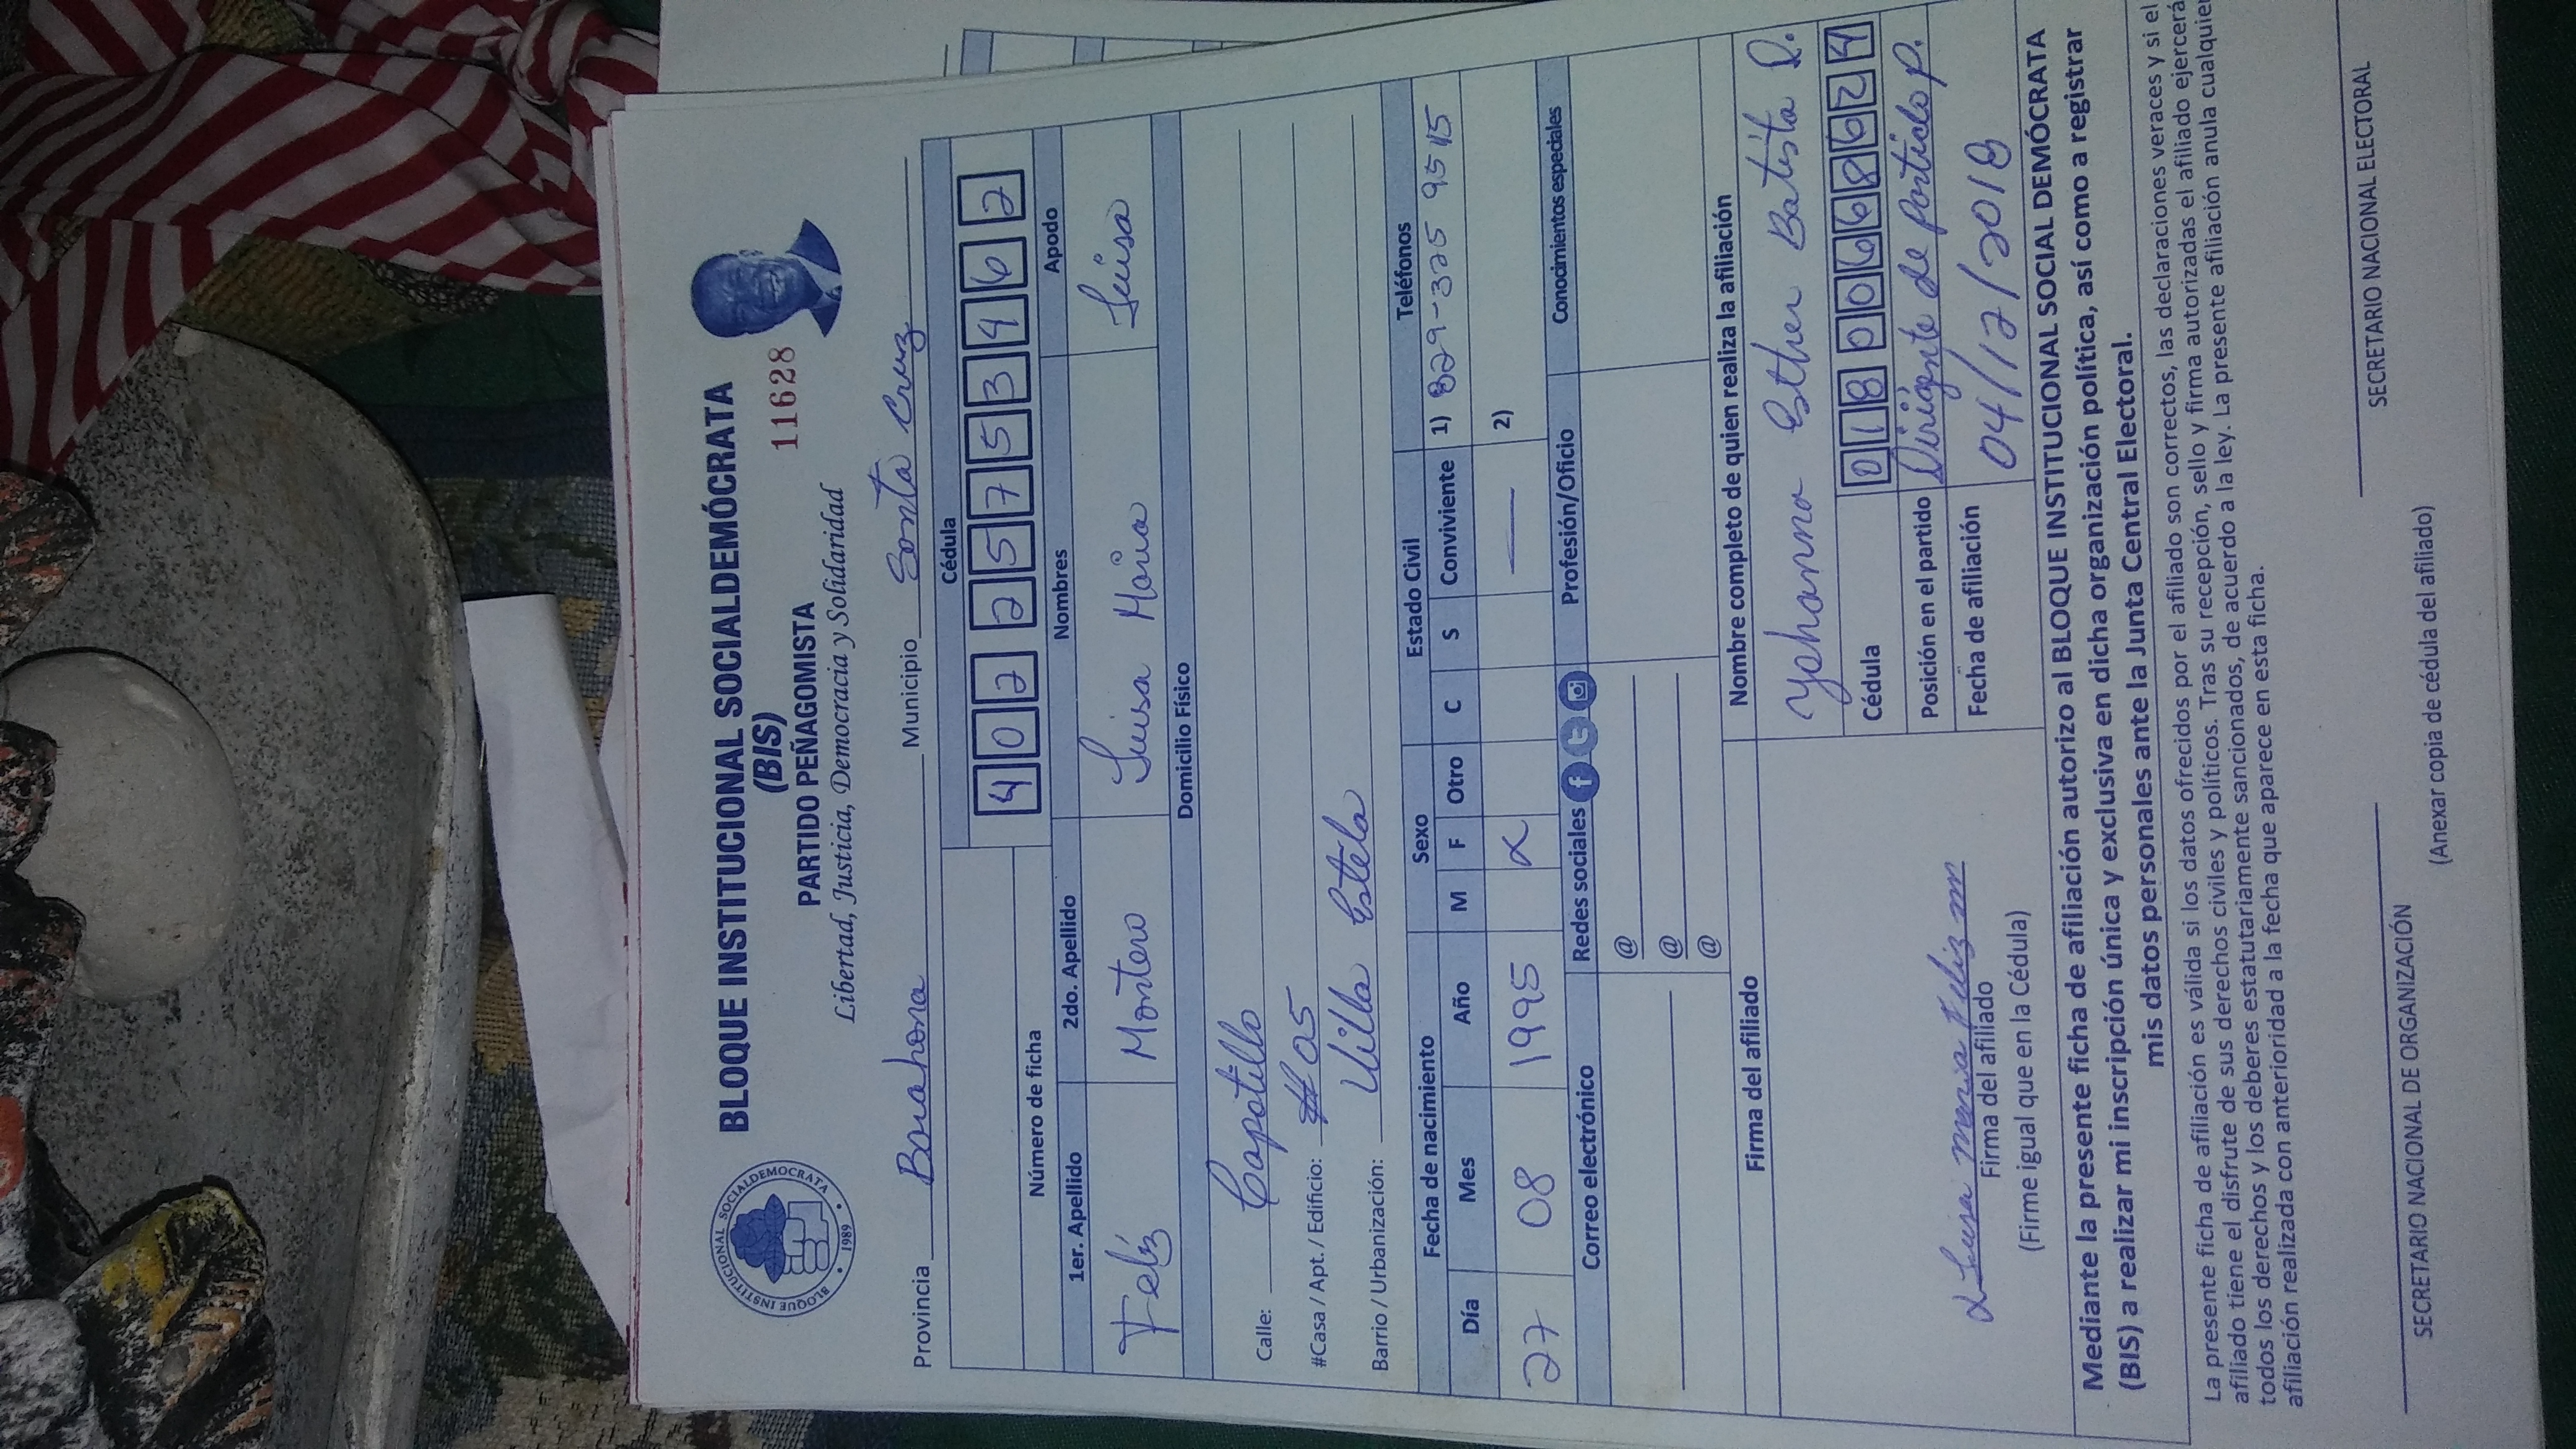 BLOQUE INSTITUCIONAL SOCIALDEMÓCRATA
(BIS)
PARTIDO PEÑAGOMISTA
11628
Libertad, Justicia, Democracia y Solidaridad
BLOQUE INSTITUCIONAL SOCIALDEMOCRATA
1989
Provincia Barahona Municipio Santa Cruz
Cédula
402 2575346 2
Número de ficha
1er. Apellido 2do. Apellido Nombres Apodo
Feliz Montero Luisa María Luisa
Domicilio Físico
Calle: Capotillo
#Casa / Apt. / Edificio: #05
Barrio / Urbanización: Villa Estela
Fecha de nacimiento Sexo Estado Civil Teléfonos
Día Mes Año M F Otro C S Conviviente 1) 829-325 9515
27 08 1995 x — 2)
Correo electrónico Redes sociales Profesión/Oficio Conocimientos especiales
@
@
@
Firma del afiliado Nombre completo de quien realiza la afiliación
Yohanna Esther Batista R.
Cédula 018 0066862 4
Posición en el partido Dirigente de partido P.
Fecha de afiliación 04/12/2018
Luisa maria Feliz m
Firma del afiliado
(Firme igual que en la Cédula)
Mediante la presente ficha de afiliación autorizo al BLOQUE INSTITUCIONAL SOCIAL DEMÓCRATA
(BIS) a realizar mi inscripción única y exclusiva en dicha organización política, así como a registrar
mis datos personales ante la Junta Central Electoral.
La presente ficha de afiliación es válida si los datos ofrecidos por el afiliado son correctos, las declaraciones veraces y si el
afiliado tiene el disfrute de sus derechos civiles y políticos. Tras su recepción, sello y firma autorizadas el afiliado ejercerá
todos los derechos y los deberes estatutariamente sancionados, de acuerdo a la ley. La presente afiliación anula cualquier
afiliación realizada con anterioridad a la fecha que aparece en esta ficha.
SECRETARIO NACIONAL DE ORGANIZACIÓN SECRETARIO NACIONAL ELECTORAL
(Anexar copia de cédula del afiliado)